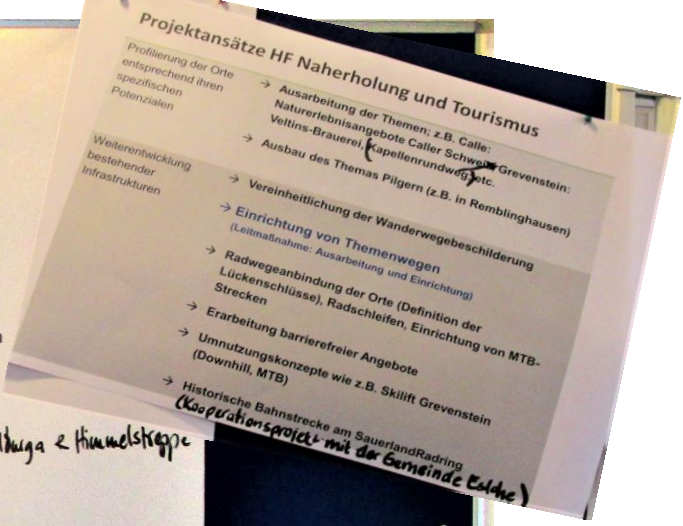 Projektansätze HF Naherholung und Tourismus
Profilierung der Orte
entsprechend ihren
spezifischen
Potenzialen
→ Ausarbeitung der Themen; z.B. Calle:
Naturerlebnisangebote Caller Schweiz, Grevenstein:
Veltins-Brauerei, (Kapellenrundweg) etc.
→ Ausbau des Themas Pilgern (z.B. in Remblinghausen)
Weiterentwicklung
bestehender
Infrastrukturen
→ Vereinheitlichung der Wanderwegebeschilderung
→ Einrichtung von Themenwegen
(Leitmaßnahme: Ausarbeitung und Einrichtung)
→ Radwegeanbindung der Orte (Definition der
Lückenschlüsse), Radschleifen, Einrichtung von MTB-
Strecken
→ Erarbeitung barrierefreier Angebote
→ Umnutzungskonzepte wie z.B. Skilift Grevenstein
(Downhill, MTB)
→ Historische Bahnstrecke am SauerlandRadring
(Kooperationsprojekt mit der Gemeinde Eslohe)
Himmelstreppe